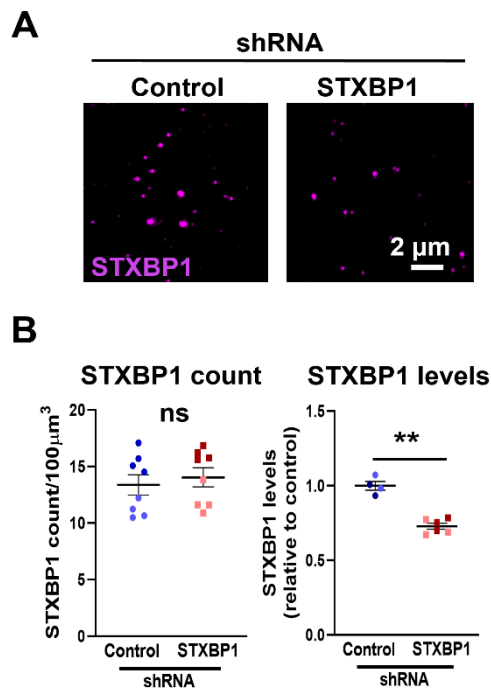 A
shRNA
Control STXBP1
STXBP1
2 µm
B
STXBP1 count STXBP1 levels
ns
STXBP1 count/100µm³
20
15
10
5
0
Control STXBP1
shRNA
**
STXBP1 levels
(relative to control)
1.5
1.0
0.5
0.0
Control STXBP1
shRNA